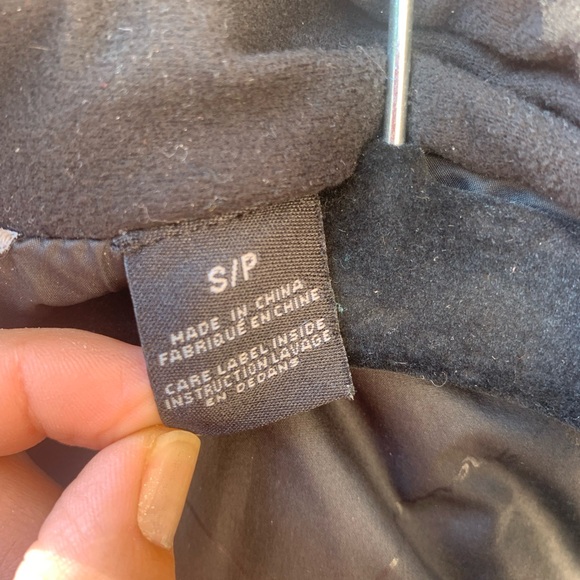 S/P
MADE IN CHINA
FABRIQUÉ EN CHINE
CARE LABEL INSIDE
INSTRUCTION LAVAGE
EN DEDANS